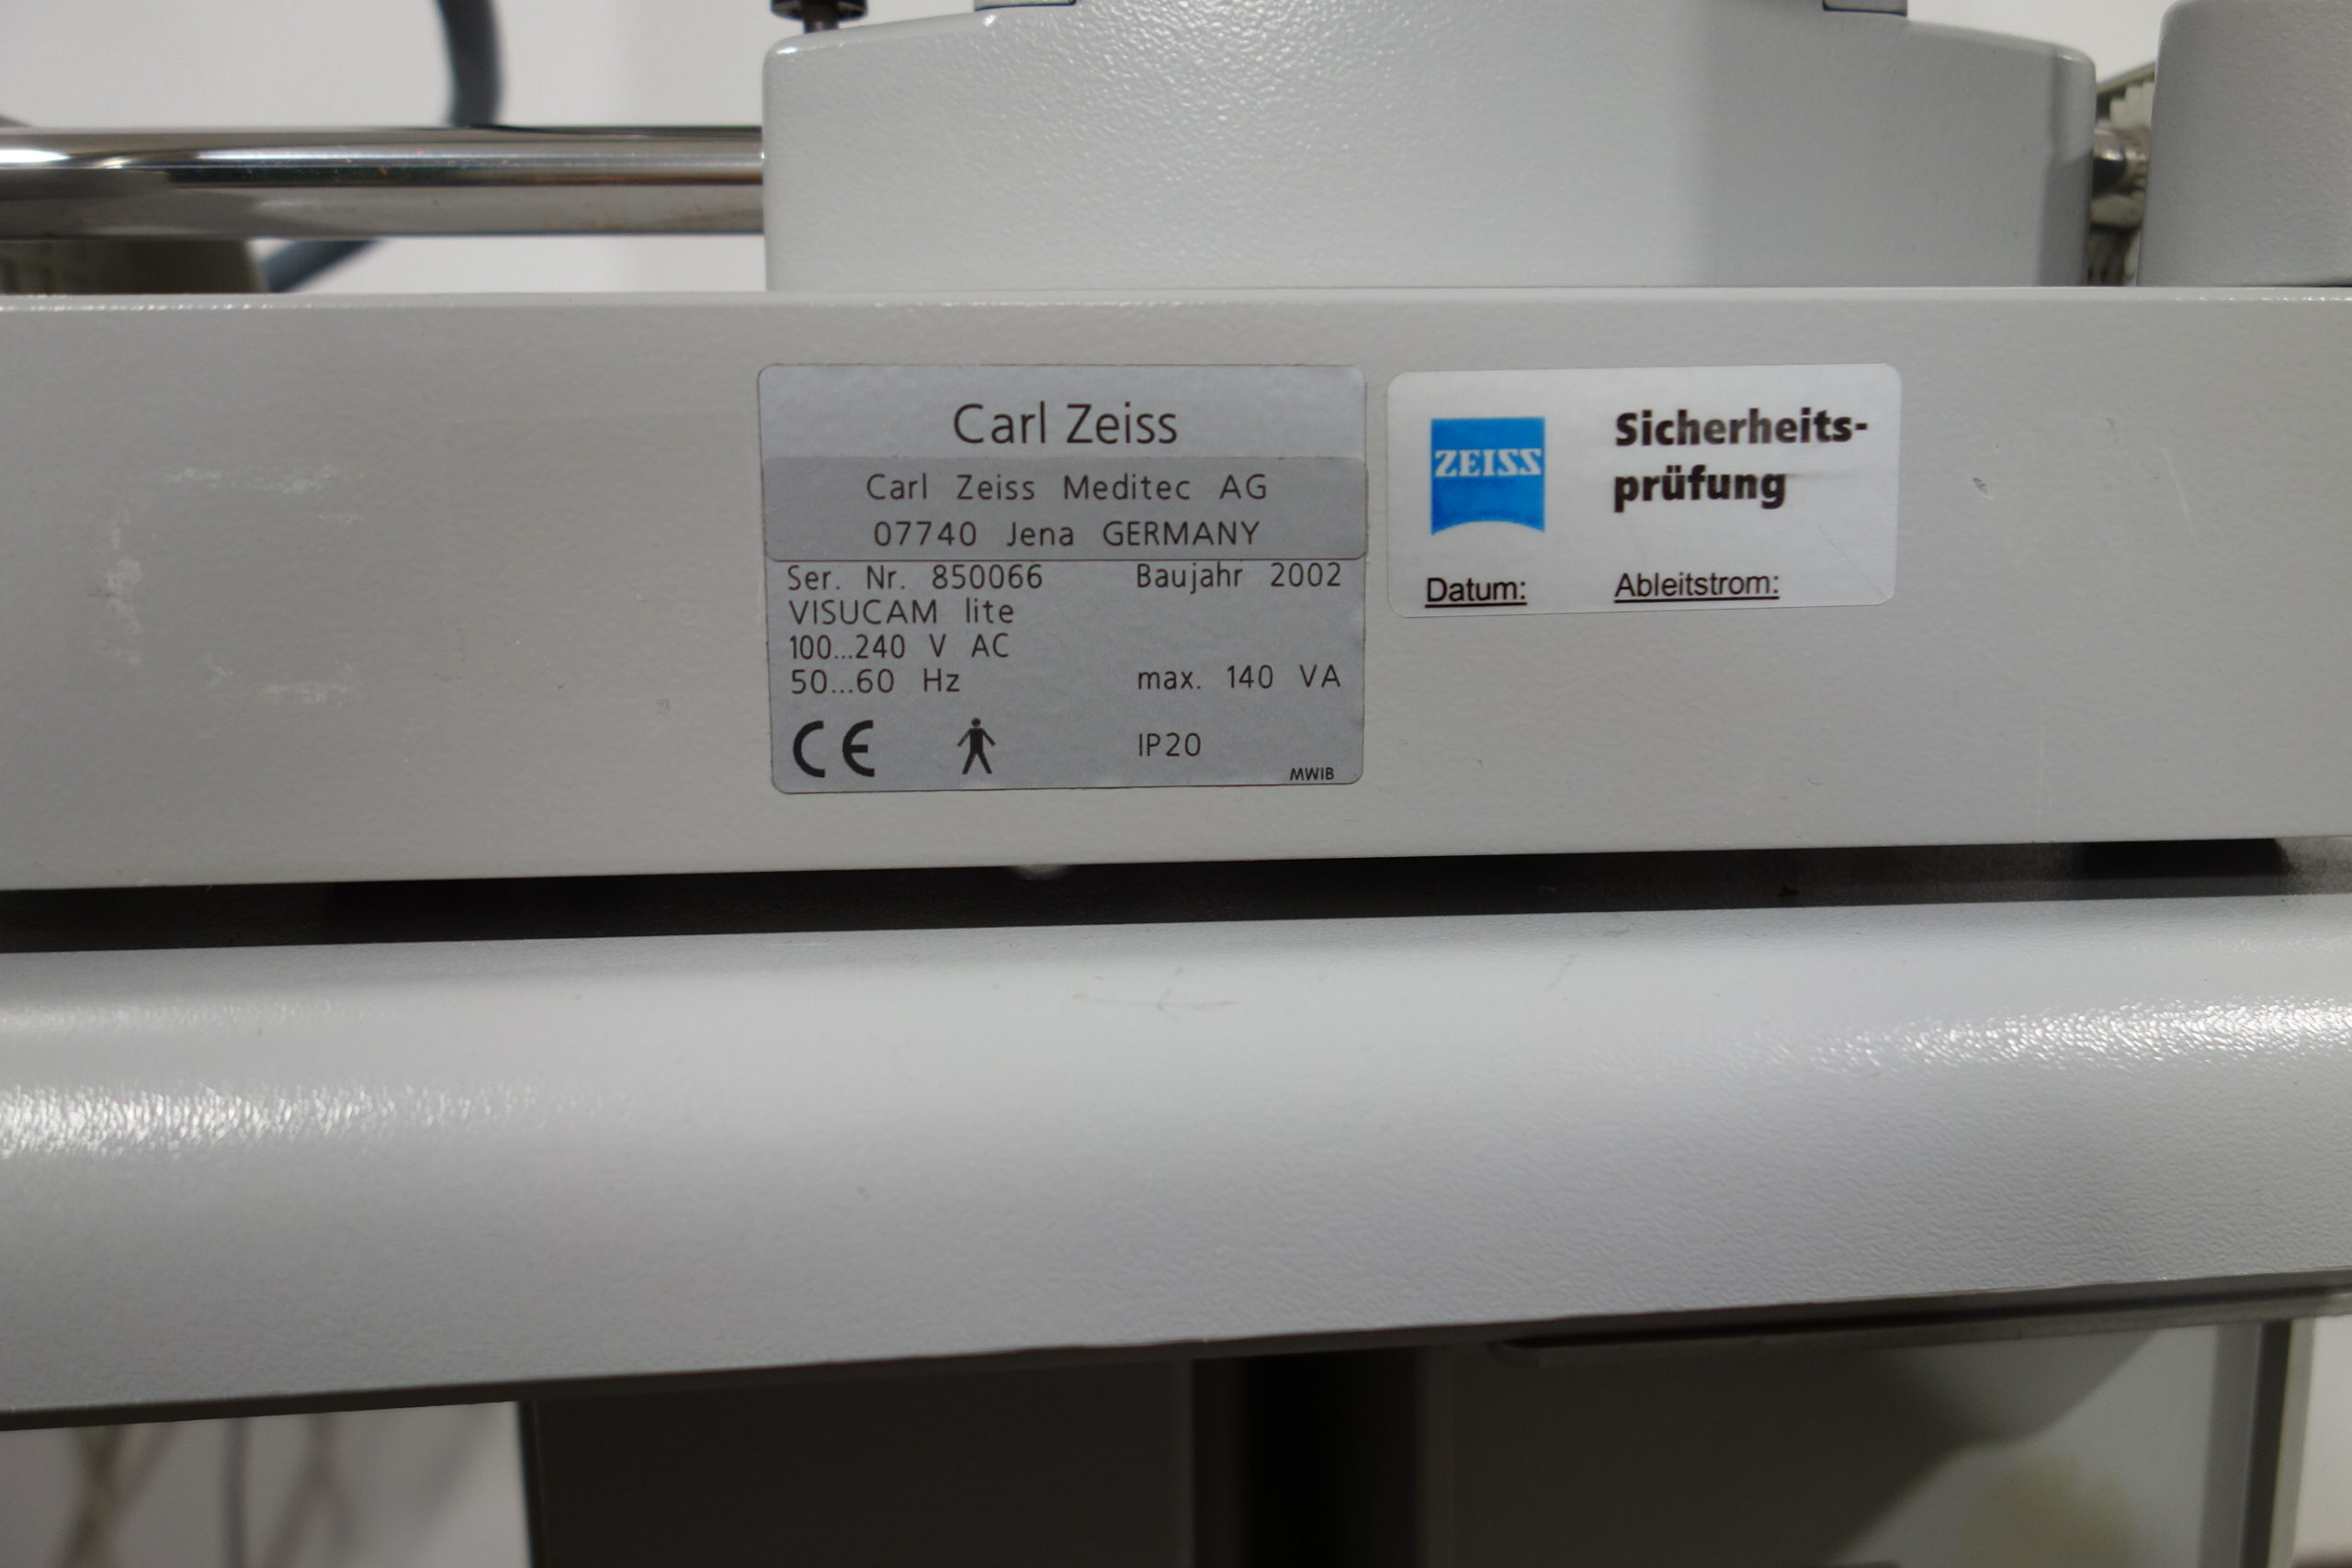 Carl Zeiss
Carl Zeiss Meditec AG
07740 Jena GERMANY
Ser. Nr. 850066 Baujahr 2002
VISUCAM lite
100...240 V AC
50...60 Hz max. 140 VA
CE IP20
MWIB
ZEISS
Sicherheits-
prüfung
Datum: Ableitstrom: